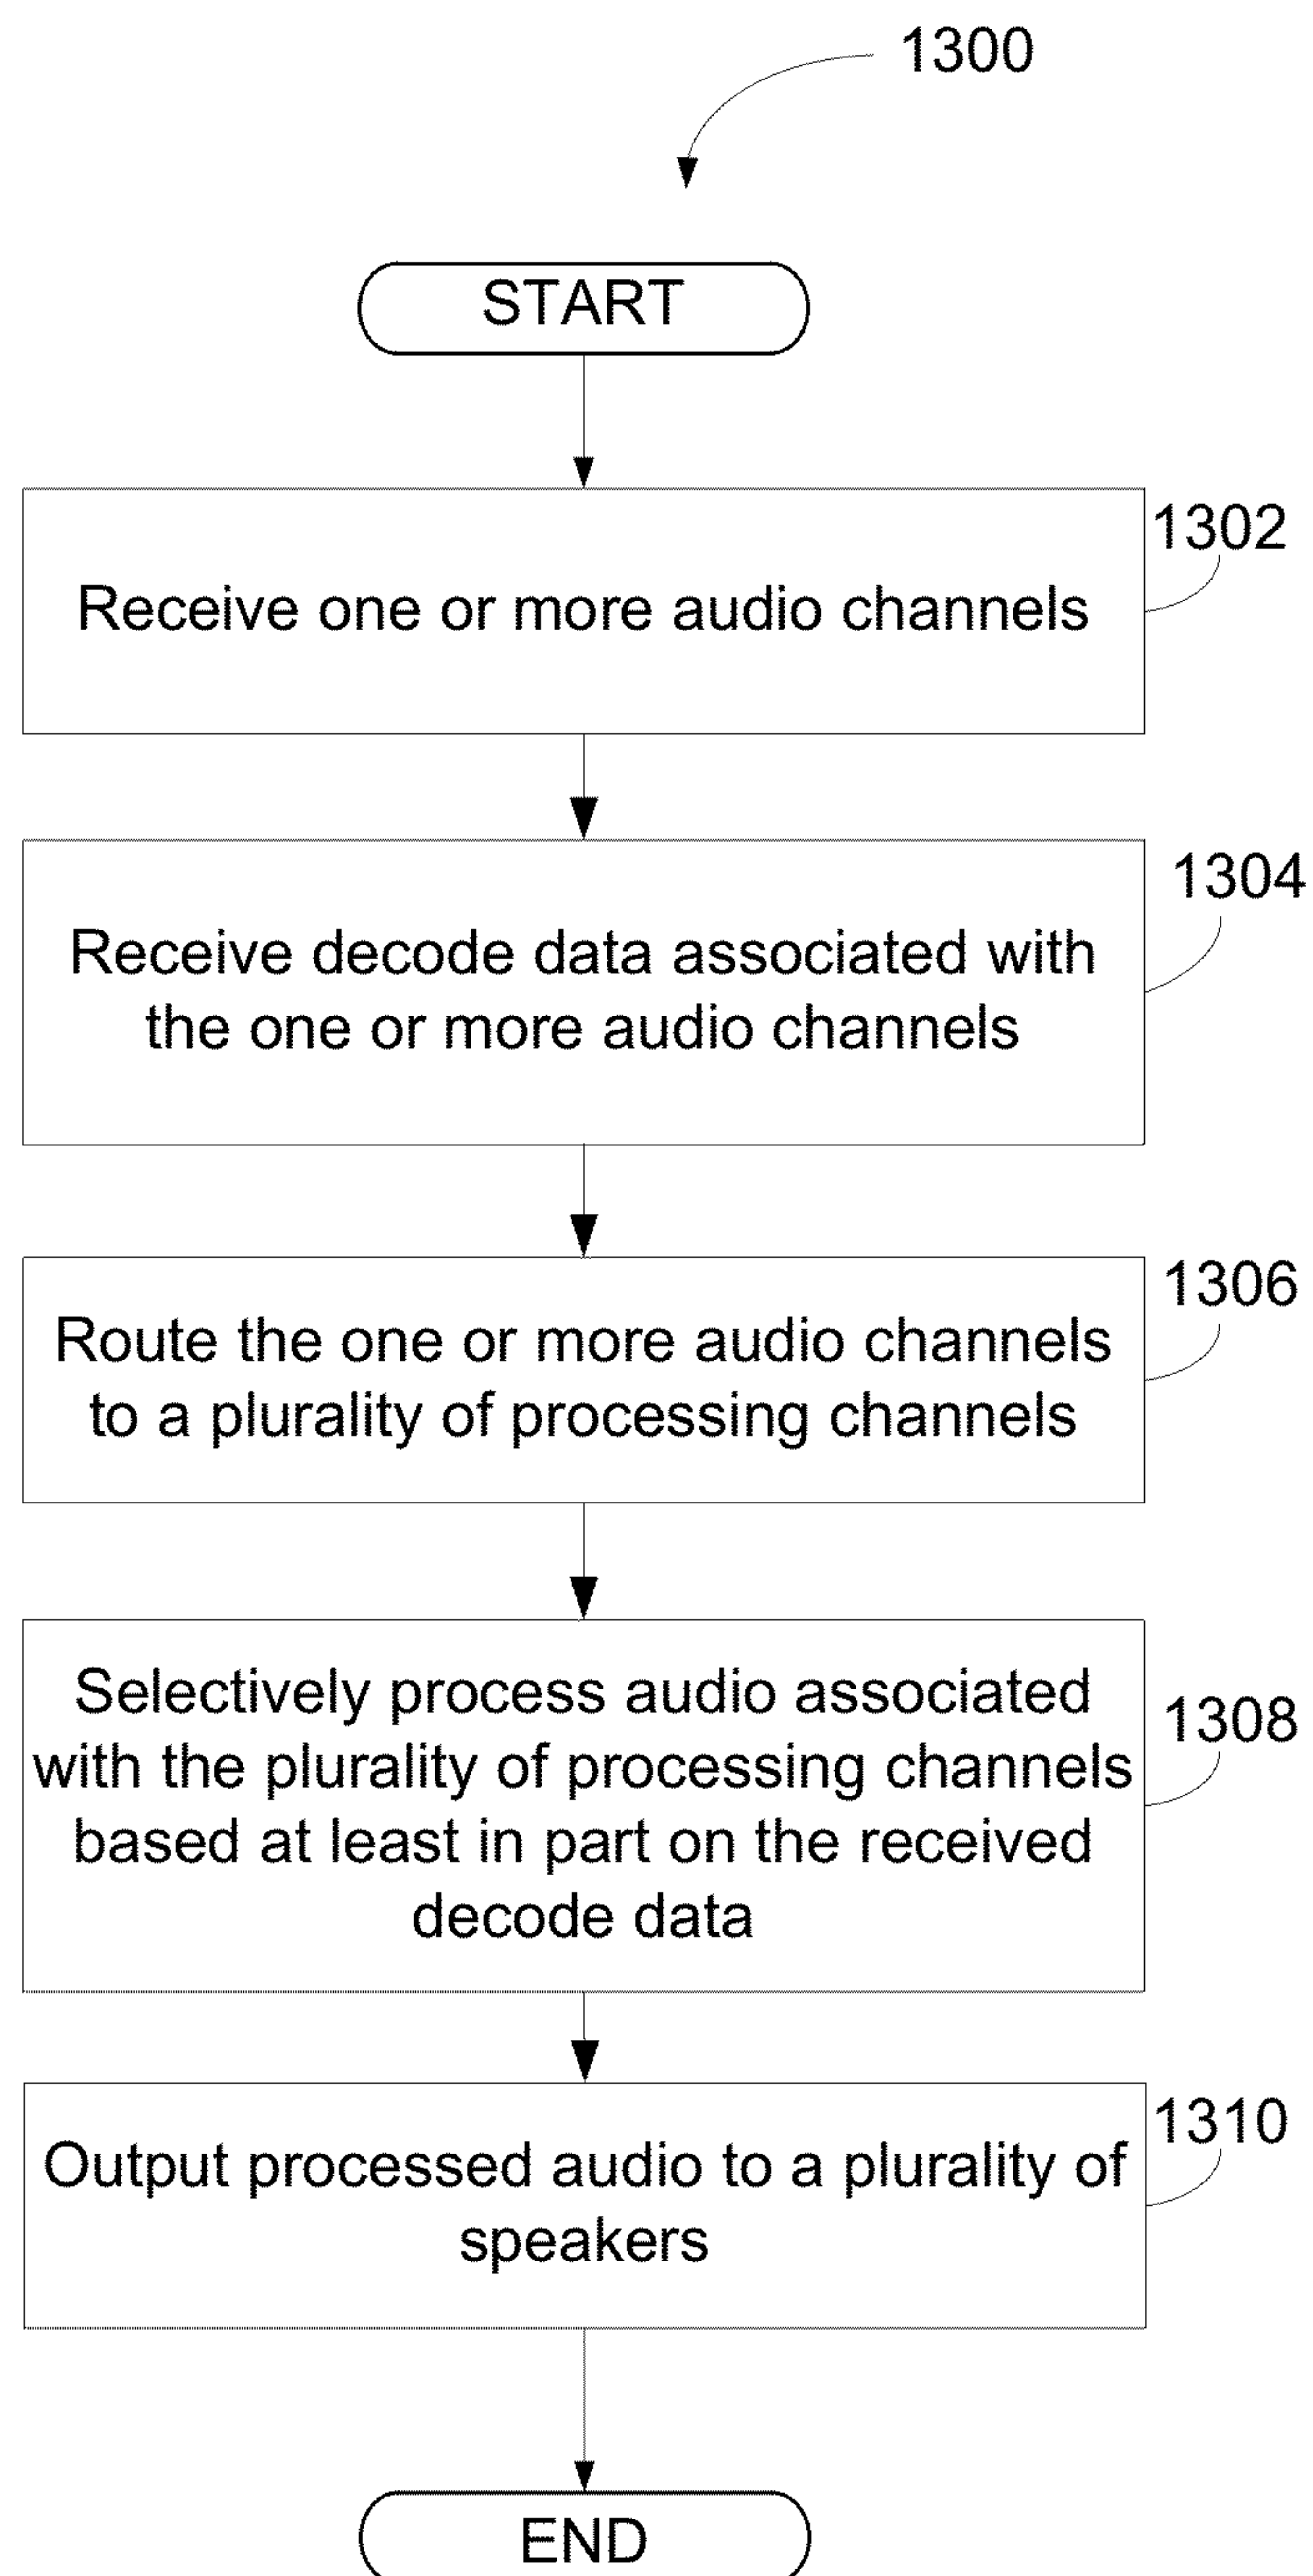 1300
START
1302
Receive one or more audio channels
1304
Receive decode data associated with
the one or more audio channels
1306
Route the one or more audio channels
to a plurality of processing channels
1308
Selectively process audio associated
with the plurality of processing channels
based at least in part on the received
decode data
1310
Output processed audio to a plurality of
speakers
END